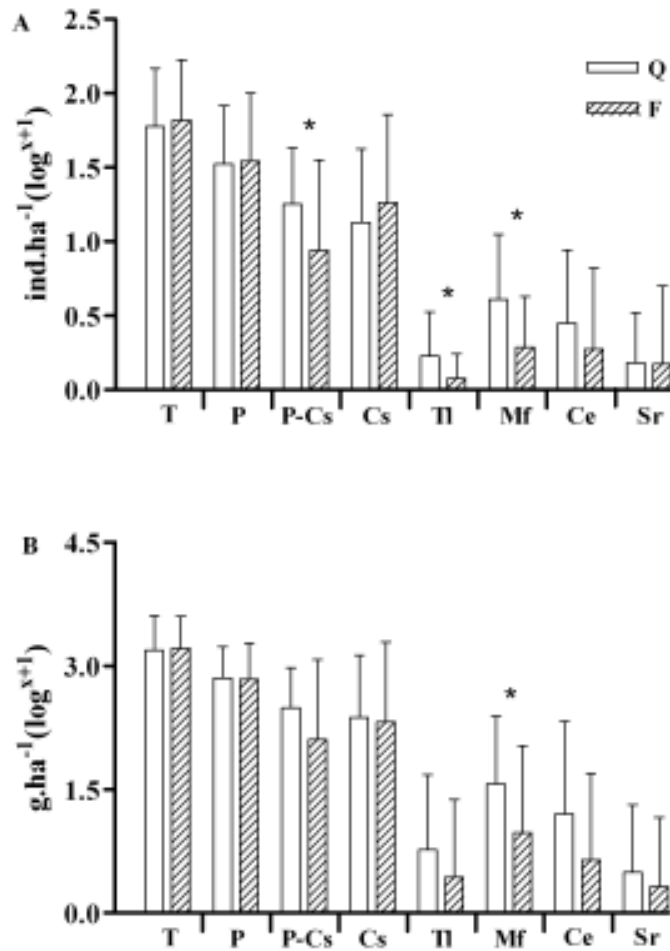 A
2.5
2.0
1.5
1.0
0.5
0.0
ind.ha⁻¹(log^x+1)
Q
F
*
*
*
T P P-Cs Cs Tl Mf Ce Sr
B
4.5
3.0
1.5
0.0
g.ha⁻¹(log^x+1)
*
T P P-Cs Cs Tl Mf Ce Sr